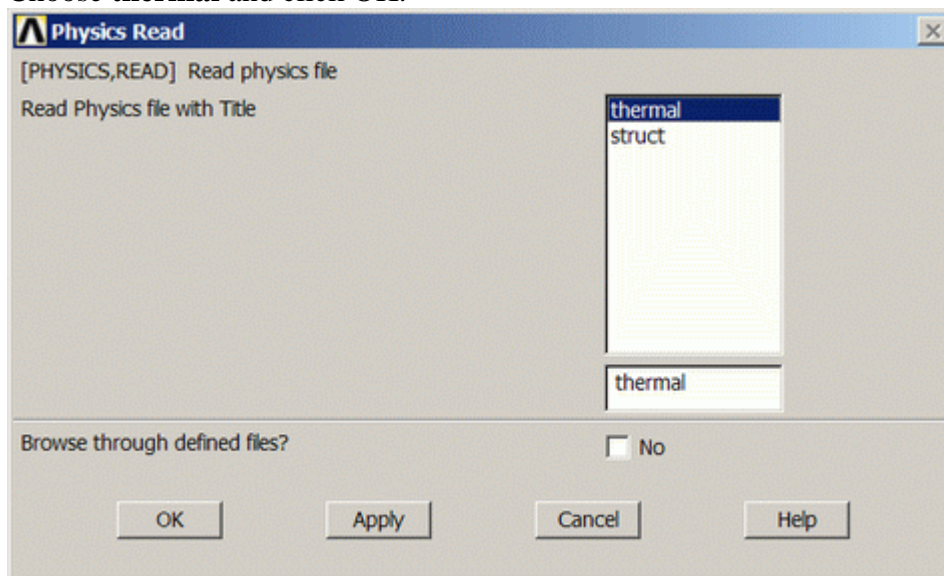 Choose thermal and click OK.
Physics Read
[PHYSICS,READ] Read physics file
Read Physics file with Title
thermal
struct
thermal
Browse through defined files?
No
OK Apply Cancel Help